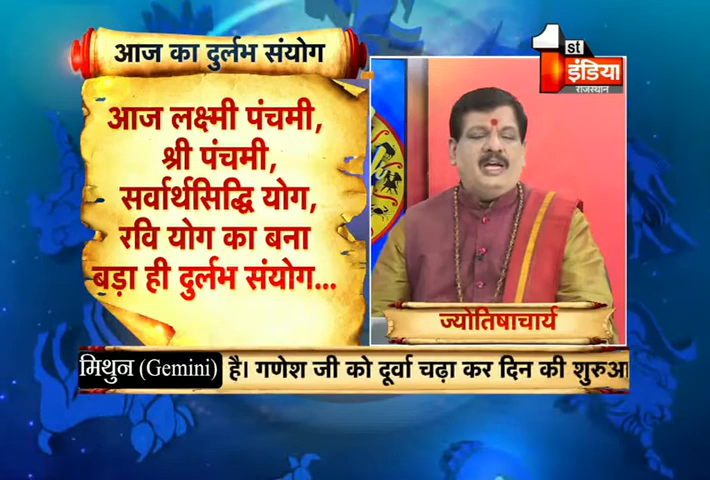 आज का दुर्लभ संयोग
1st
इंडिया
राजस्थान
आज लक्ष्मी पंचमी,
श्री पंचमी,
सर्वार्थसिद्धि योग,
रवि योग का बना
बड़ा ही दुर्लभ संयोग...
ज्योतिषाचार्य
मिथुन (Gemini) है। गणेश जी को दूर्वा चढ़ा कर दिन की शुरुआ